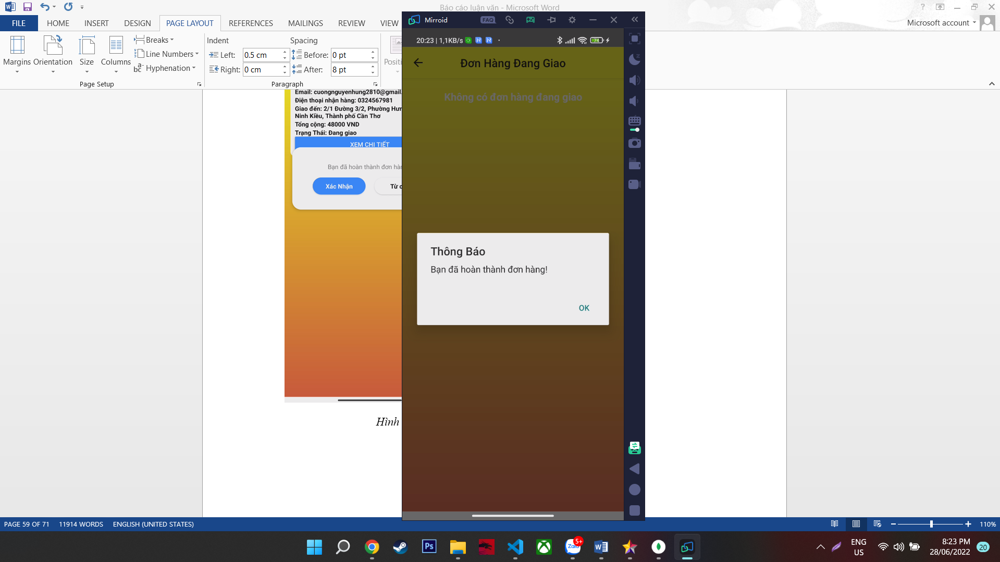 Báo cáo luận văn - Microsoft Word
FILE HOME INSERT DESIGN PAGE LAYOUT REFERENCES MAILINGS REVIEW VIEW
Microsoft account
Margins
Orientation
Size
Columns
Breaks
Line Numbers
Hyphenation
Page Setup
Indent
Left: 0.5 cm
Right: 0 cm
Spacing
Before: 0 pt
After: 8 pt
Paragraph
Email: cuongnguyenhung2810@gmail.
Điện thoại nhận hàng: 0324567981
Giao đến: 2/1 Đường 3/2, Phường Hưn
Ninh Kiều, Thành phố Cần Thơ
Tổng cộng: 48000 VND
Trạng Thái: Đang giao
XEM CHI TIẾT
Bạn đã hoàn thành đơn hàn
Xác Nhận
Từ c
Hình
Mirroid
FAQ
20:23 | 1,1KB/s
74
Đơn Hàng Đang Giao
Không có đơn hàng đang giao
Thông Báo
Bạn đã hoàn thành đơn hàng!
OK
PAGE 59 OF 71 11914 WORDS ENGLISH (UNITED STATES)
110%
Ps
Zalo
5+
ENG
US
8:23 PM
28/06/2022
20